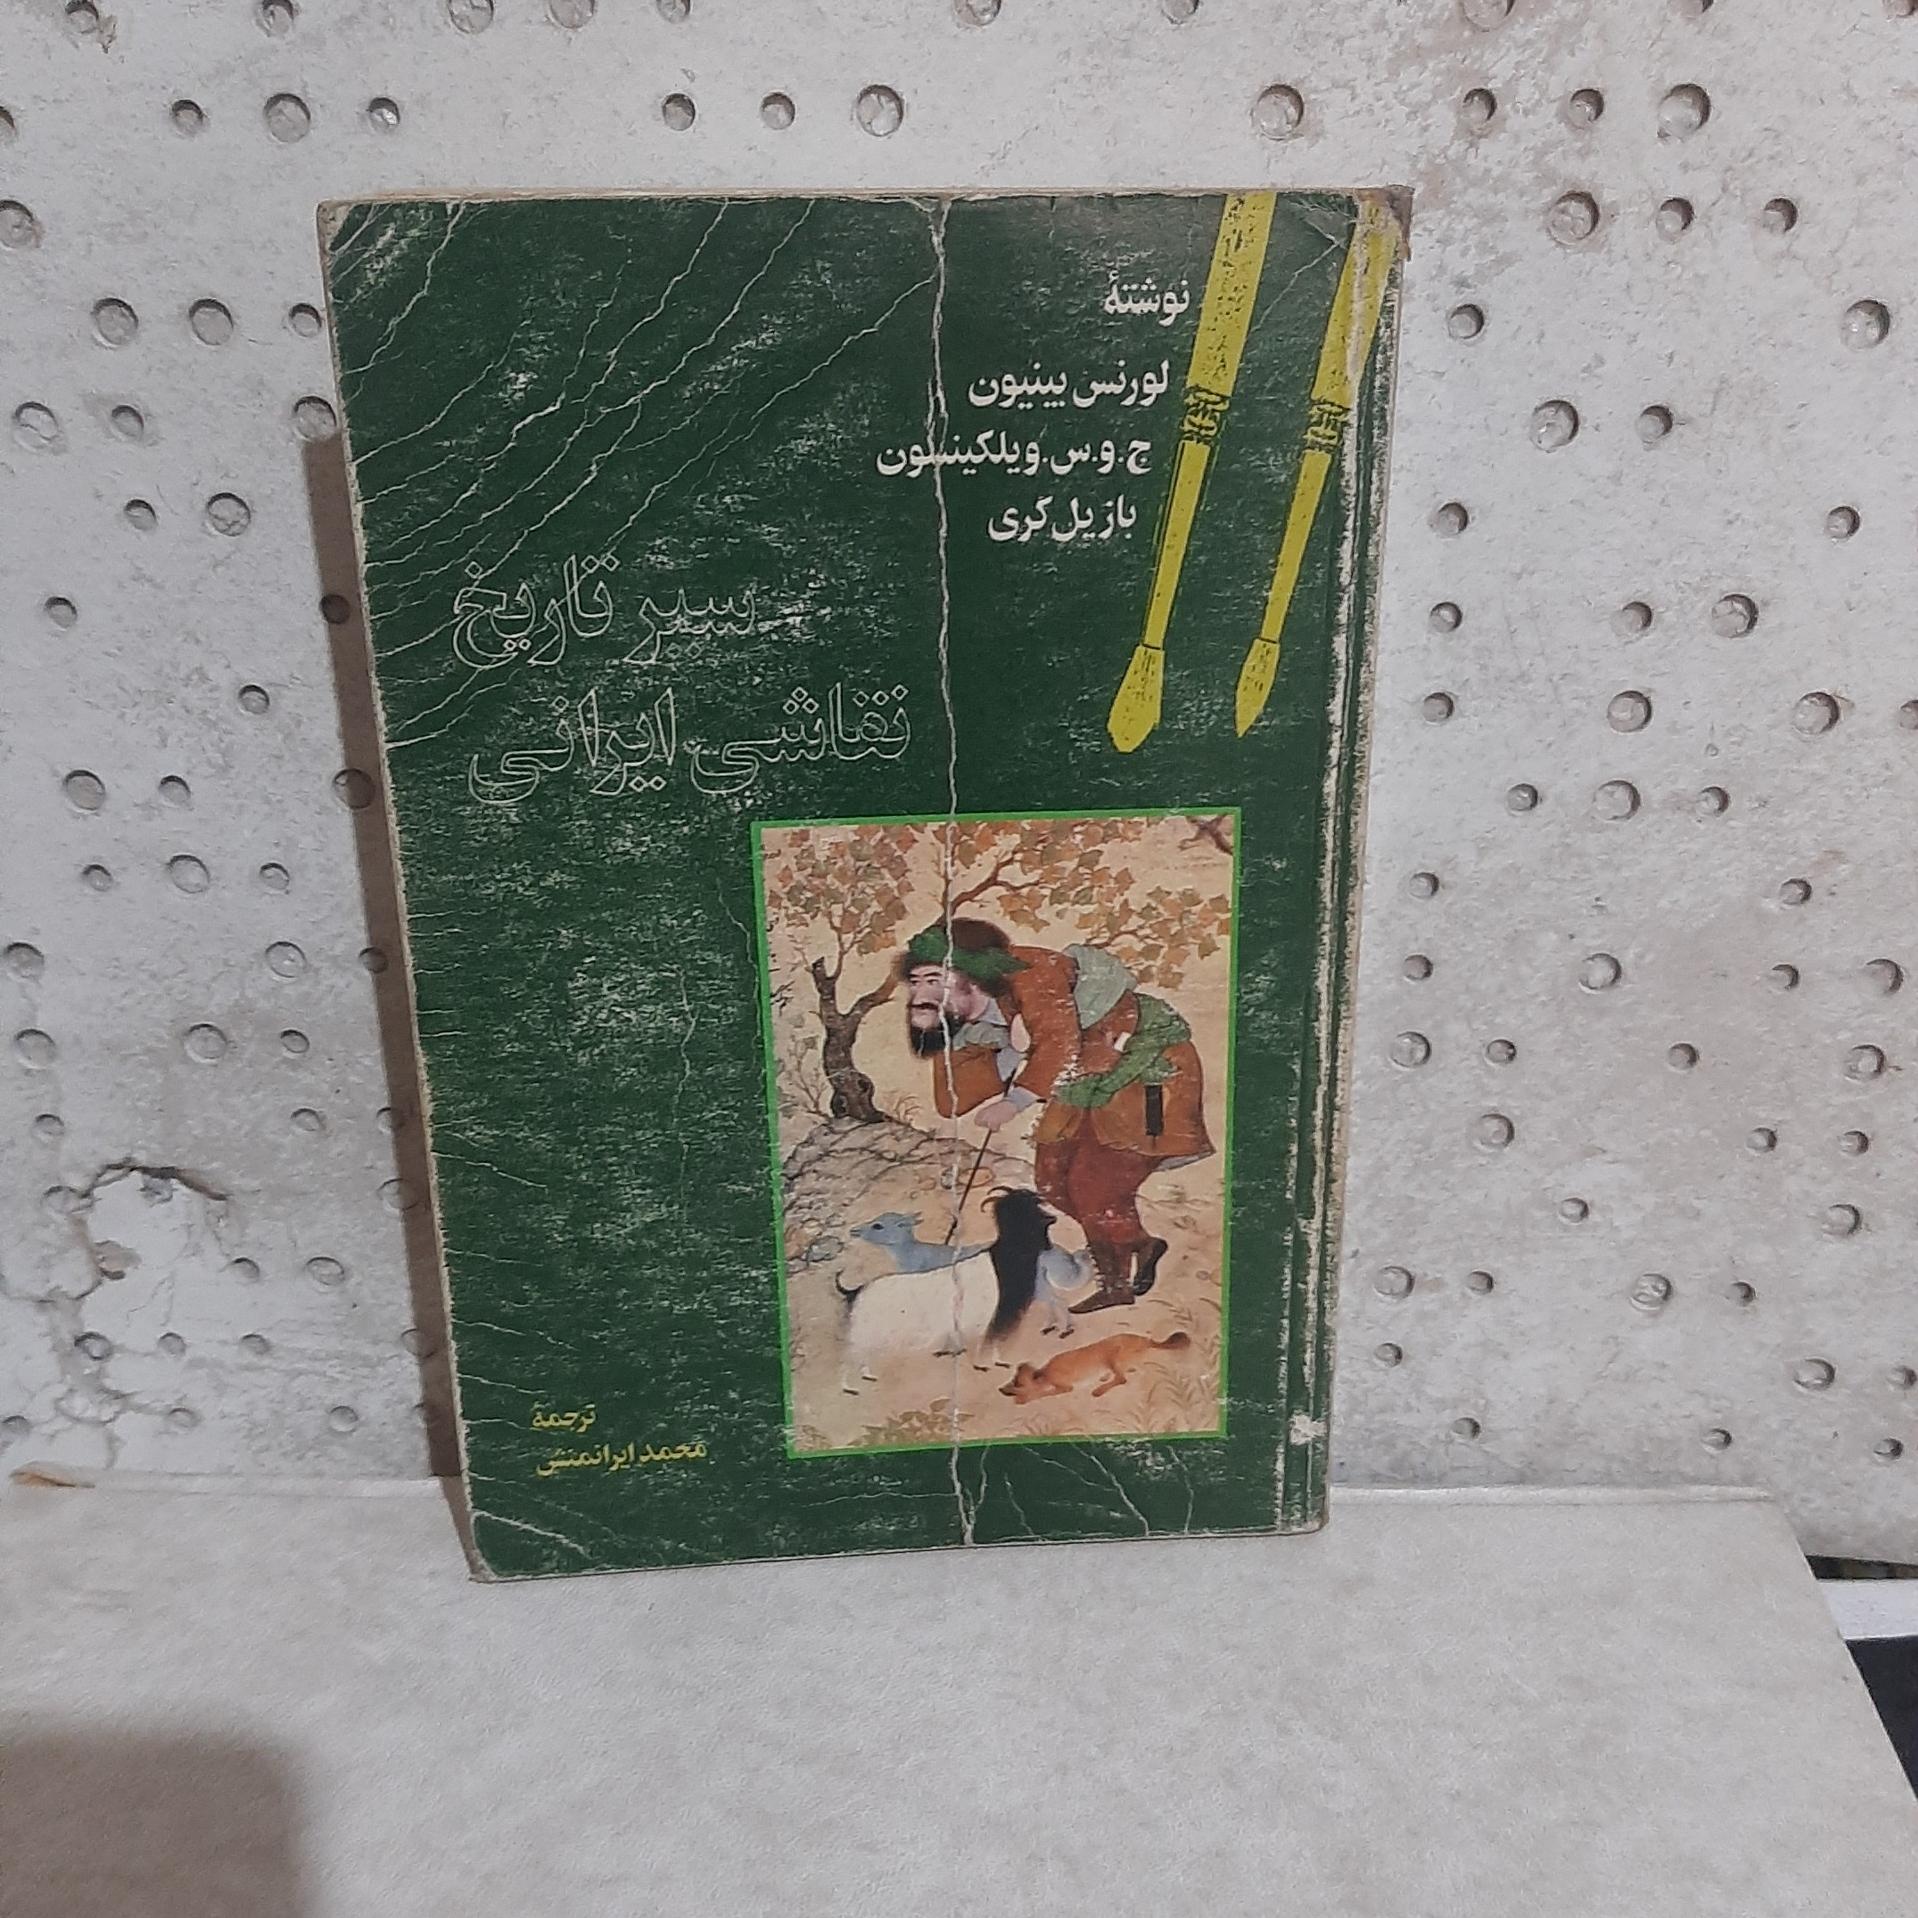 نوشتهٔ
لورنس بینیون
ج.و.س.ویلکینسون
بازیل گری
سیر تاریخ
نقاشی ایرانی
ترجمهٔ
محمد ایرانمنش